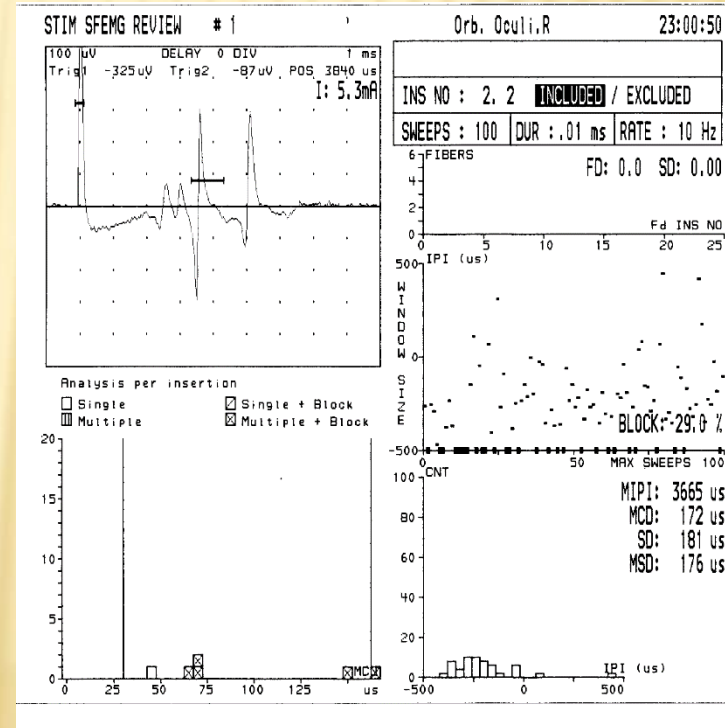 STIM SFEMG REVIEW # 1 Orb. Oculi.R 23:00:50
100 uV DELAY 0 DIV 1 ms
Trig1 -325uV Trig2 -87uV POS 3840 us
I: 5.3mA
INS NO : 2. 2 INCLUDED / EXCLUDED
SWEEPS : 100 DUR :.01 ms RATE : 10 Hz
6 FIBERS
FD: 0.0 SD: 0.00
4
2
Fd INS NO
0
0 5 10 15 20 25
500 IPI (us)
WINDOW SIZE
0
BLOCK: 29.0 %
-500
50 MAX SWEEPS 100
Analysis per insertion
Single Single + Block
Multiple Multiple + Block
20
15
10
5
0
0 25 50 75 100 125 us
MCD
100 CNT
MIPI: 3665 us
MCD: 172 us
SD: 181 us
MSD: 176 us
80
60
40
20
0
IPI (us)
-500 0 500